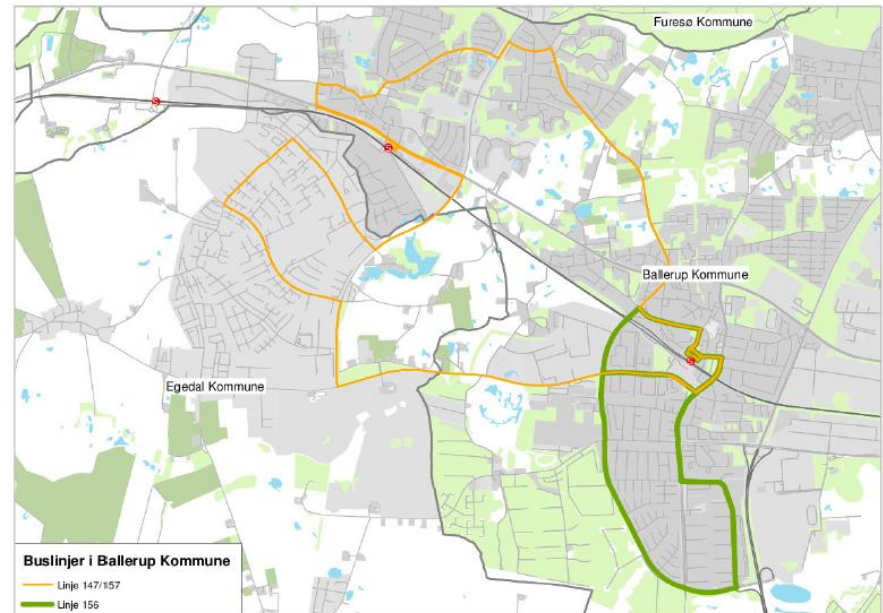 Furesø Kommune
S
S
Ballerup Kommune
S
Egedal Kommune
Buslinjer i Ballerup Kommune
Linje 147/157
Linje 156